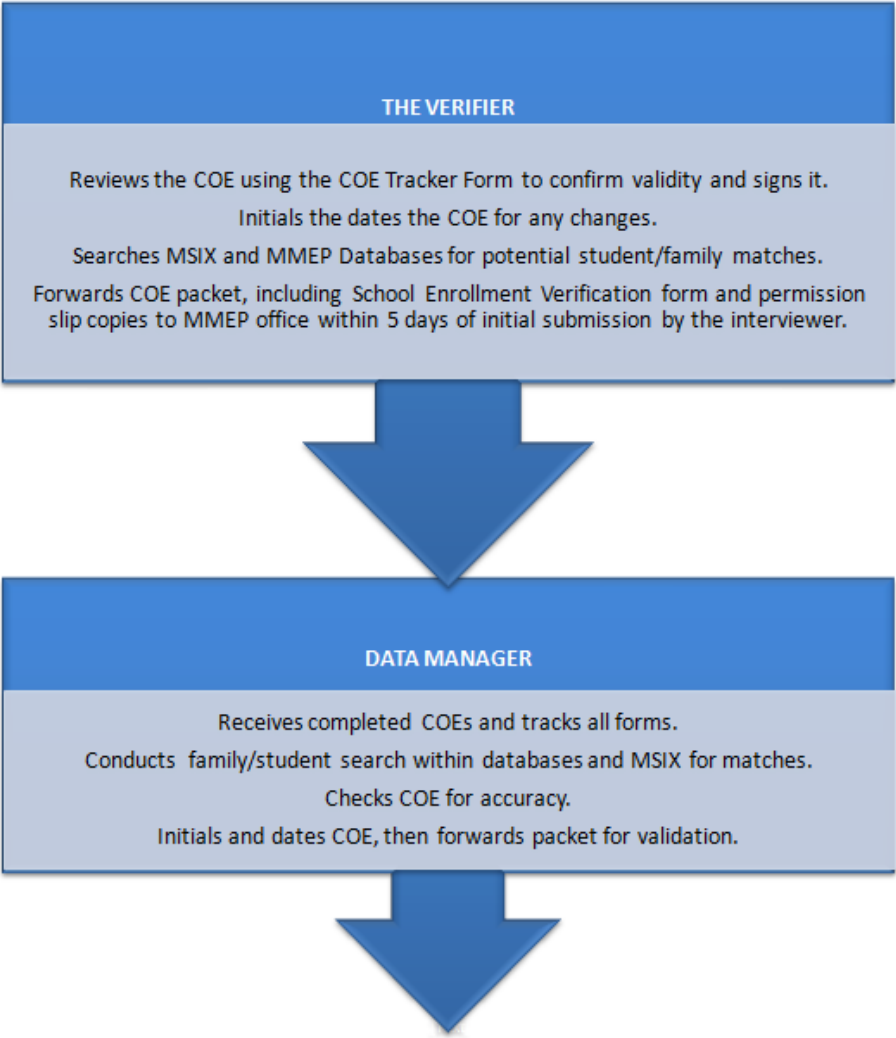 THE VERIFIER
Reviews the COE using the COE Tracker Form to confirm validity and signs it.
Initials the dates the COE for any changes.
Searches MSIX and MMEP Databases for potential student/family matches.
Forwards COE packet, including School Enrollment Verification form and permission
slip copies to MMEP office within 5 days of initial submission by the interviewer.
DATA MANAGER
Receives completed COEs and tracks all forms.
Conducts family/student search within databases and MSIX for matches.
Checks COE for accuracy.
Initials and dates COE, then forwards packet for validation.